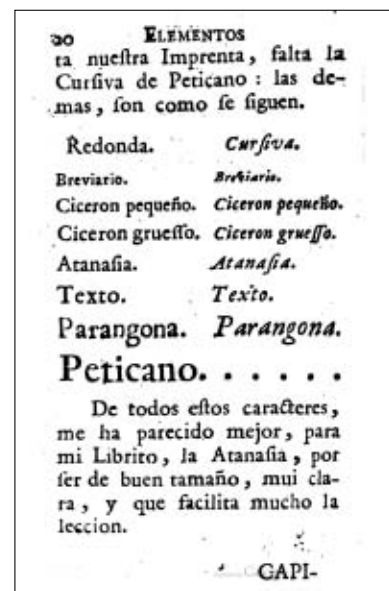 20 ELEMENTOS
ta nueſtra Imprenta, falta la
Curſiva de Peticano : las de-
mas, ſon como ſe ſiguen.
Redonda. Curſiva.
Breviario. Breviario.
Ciceron pequeño. Ciceron pequeño.
Ciceron grueſſo. Ciceron grueſſo.
Atanaſia. Atanaſia.
Texto. Texto.
Parangona. Parangona.
Peticano. . . . . . .
De todos eſtos caracteres,
me ha parecido mejor, para
mi Librito, la Atanaſia, por
ſer de buen tamaño, mui cla-
ra, y que facilita mucho la
leccion.
CAPI-